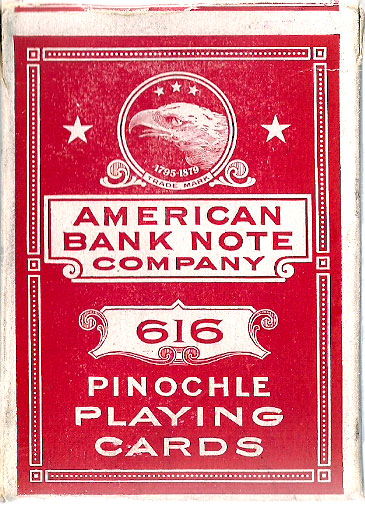 1795-1879
TRADE MARK
AMERICAN
BANK NOTE
COMPANY
616
PINOCHLE
PLAYING
CARDS